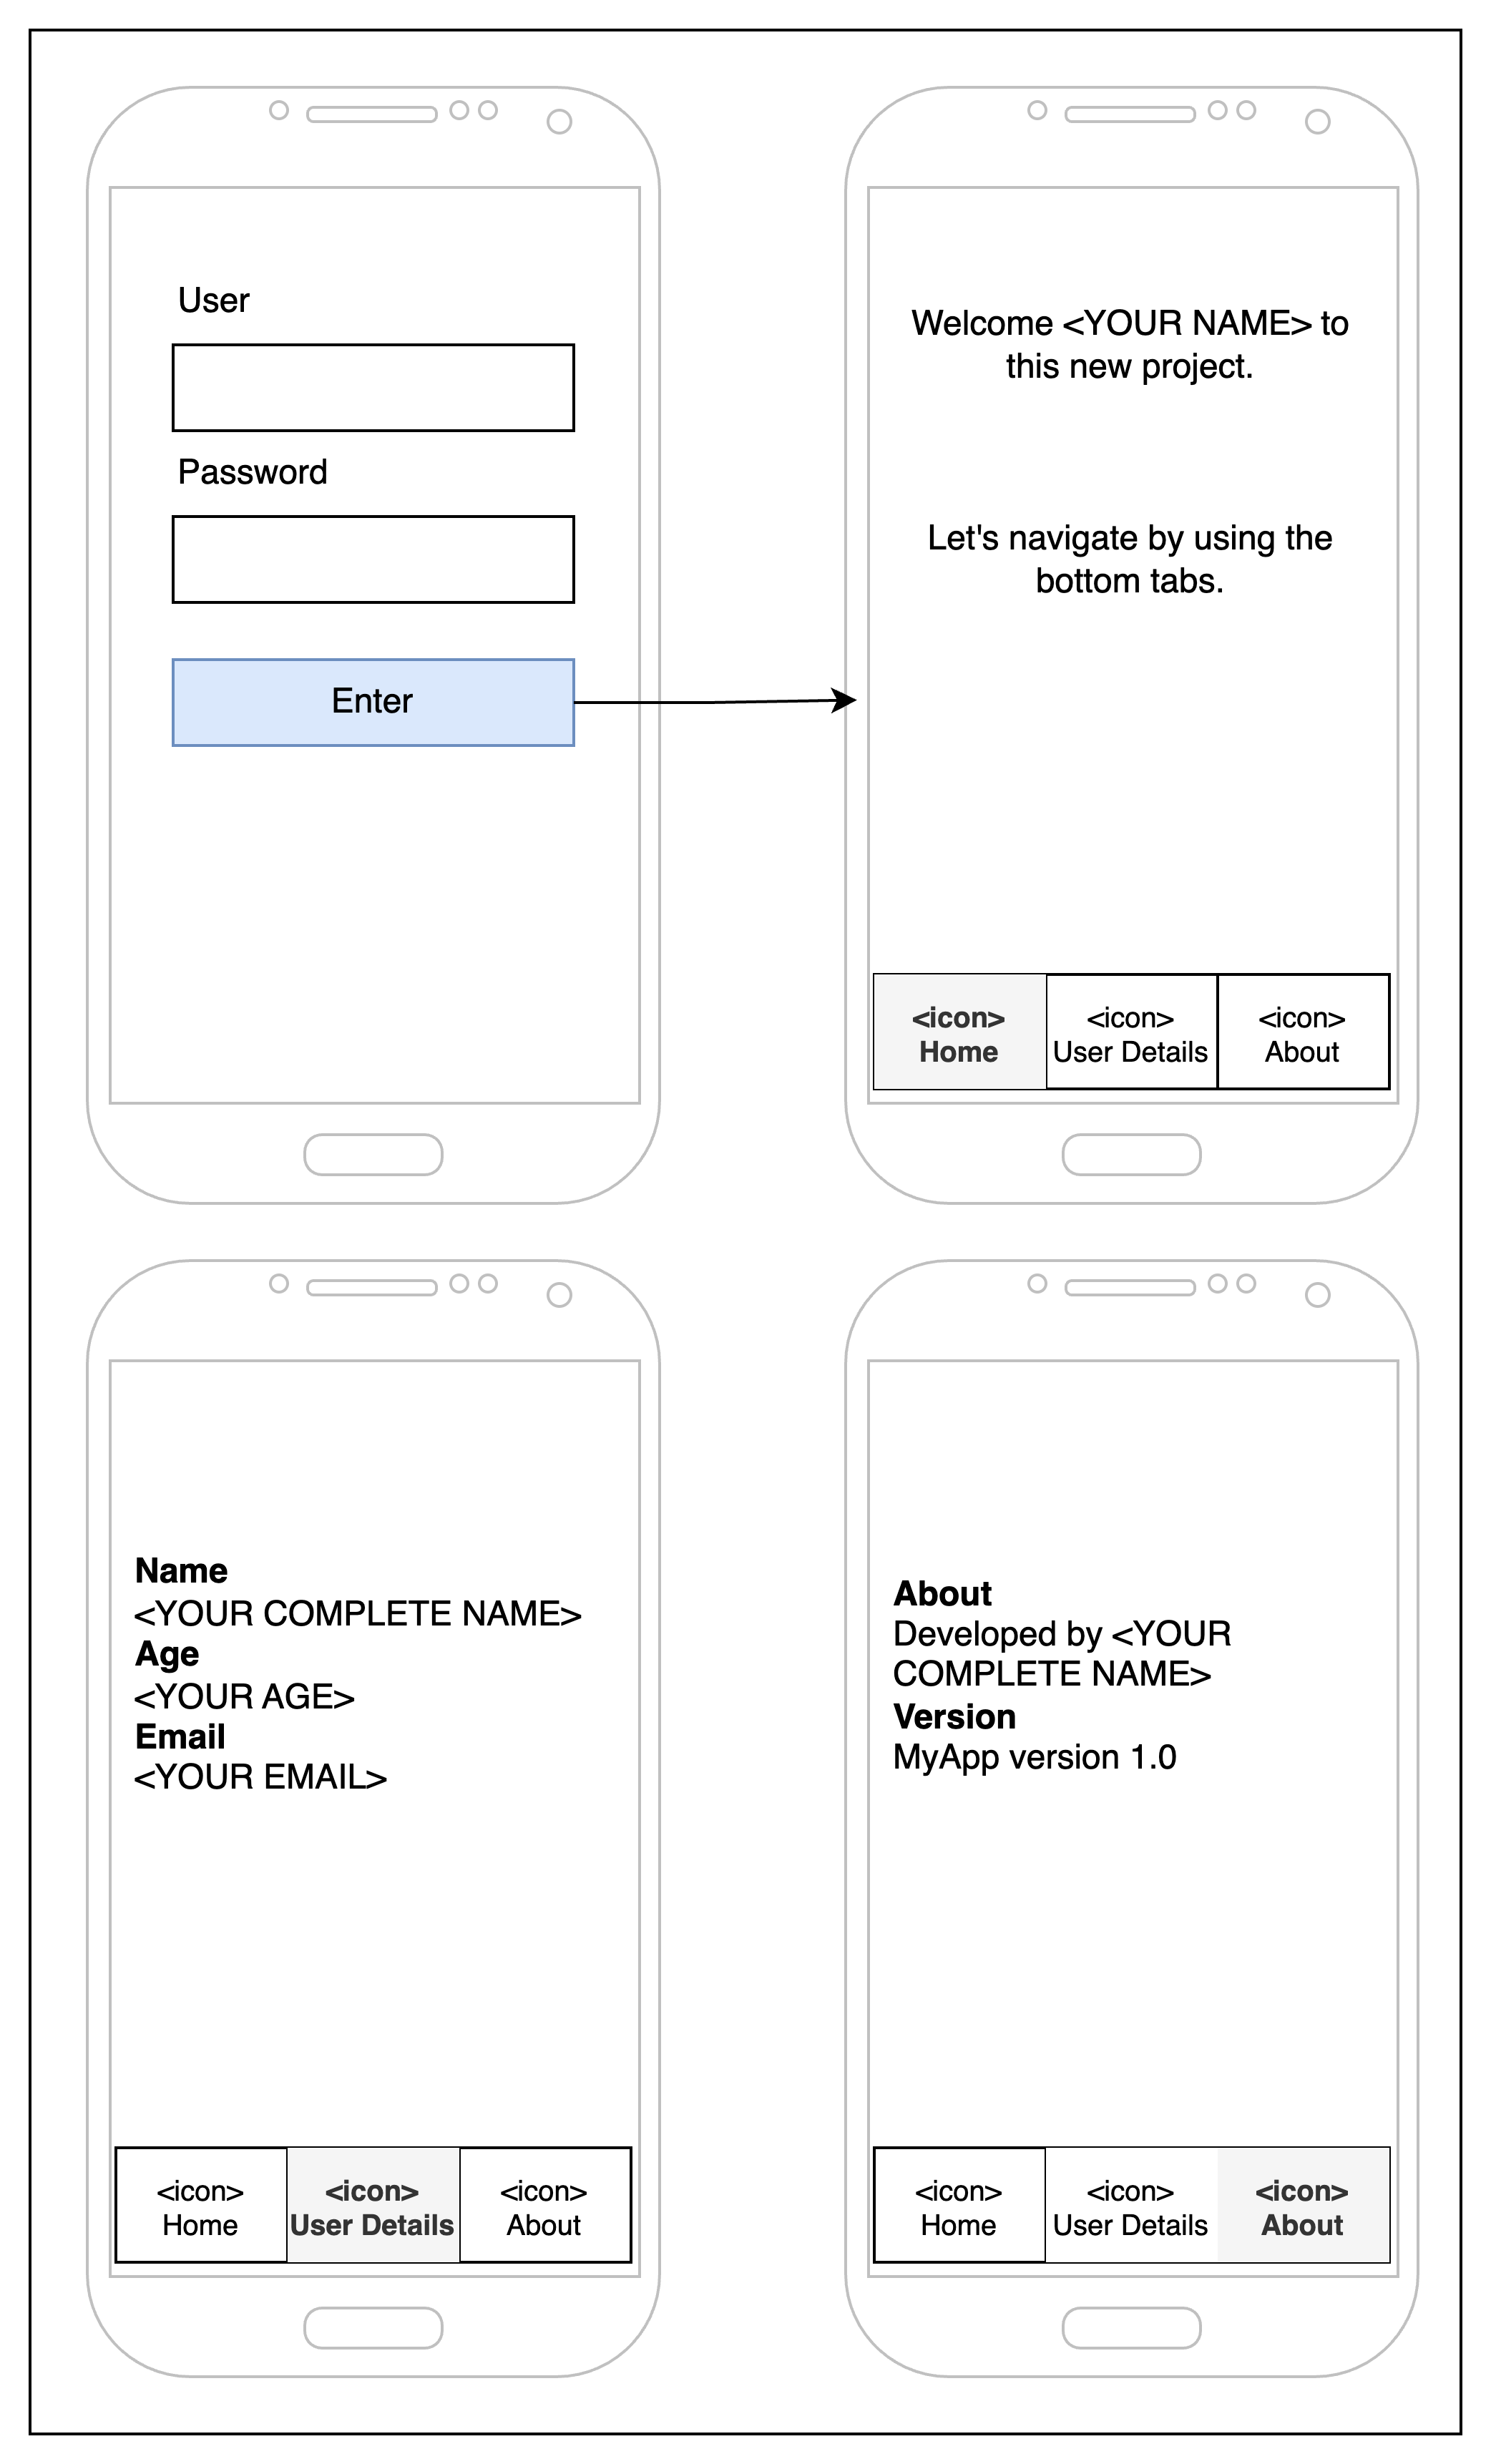 User
Password
Enter
Welcome <YOUR NAME> to
this new project.
Let's navigate by using the
bottom tabs.
<icon>
Home
<icon>
User Details
<icon>
About
Name
<YOUR COMPLETE NAME>
Age
<YOUR AGE>
Email
<YOUR EMAIL>
<icon>
Home
<icon>
User Details
<icon>
About
About
Developed by <YOUR
COMPLETE NAME>
Version
MyApp version 1.0
<icon>
Home
<icon>
User Details
<icon>
About